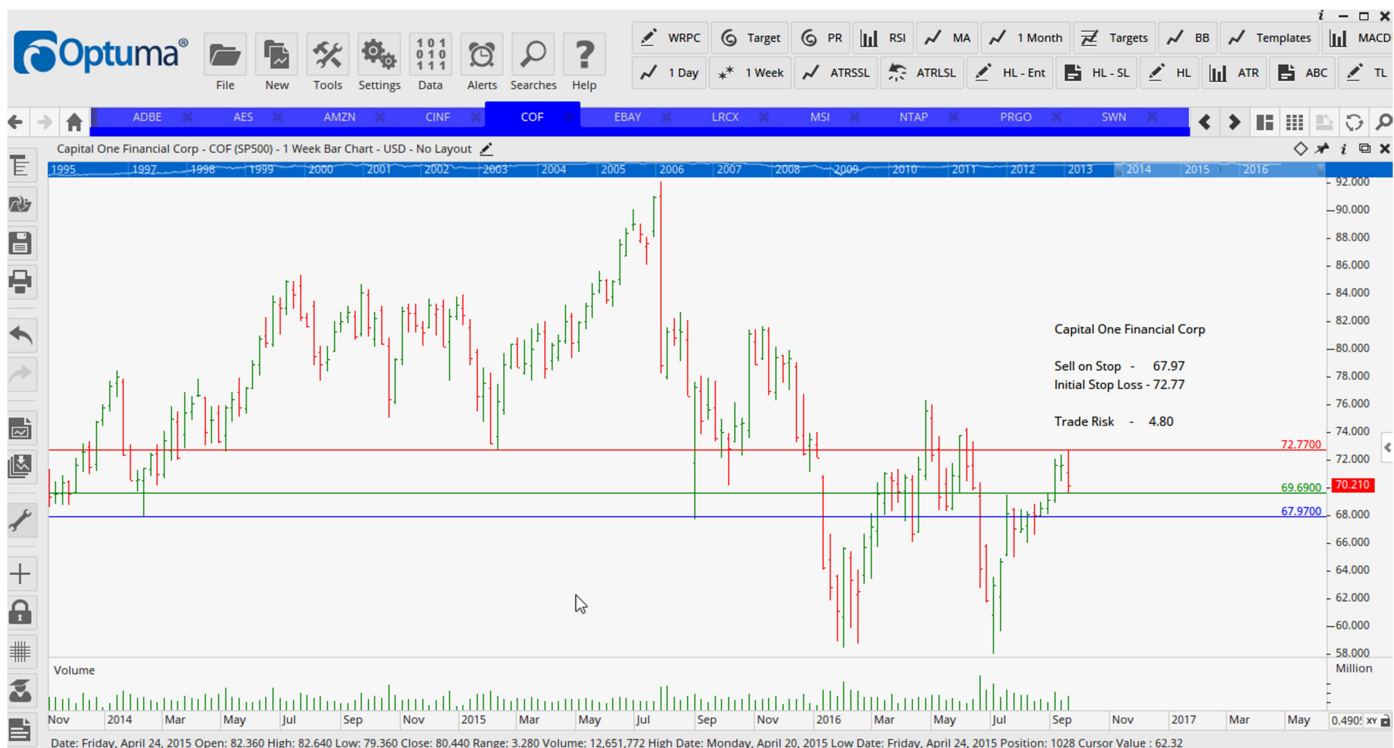 Optuma®
File New Tools Settings Data Alerts Searches Help
WRPC Target PR RSI MA 1 Month Targets BB Templates MACD
1 Day 1 Week ATRSSL ATRLSL HL - Ent HL - SL HL ATR ABC TL
ADBE AES AMZN CINF COF EBAY LRCX MSI NTAP PRGO SWN
Capital One Financial Corp - COF (SP500) - 1 Week Bar Chart - USD - No Layout
1995 1997 1998 1999 2000 2001 2002 2003 2004 2005 2006 2007 2008 2009 2010 2011 2012 2013 2014 2015 2016
92.000
90.000
88.000
86.000
84.000
82.000
Capital One Financial Corp
80.000
Sell on Stop - 67.97
78.000
Initial Stop Loss - 72.77
76.000
Trade Risk - 4.80
74.000
72.7700
72.000
69.6900 70.210
67.9700 68.000
66.000
64.000
62.000
60.000
58.000
Volume Million
Nov 2014 Mar May Jul Sep Nov 2015 Mar May Jul Sep Nov 2016 Mar May Jul Sep Nov 2017 Mar May 0.490 XY
Date: Friday, April 24, 2015 Open: 82.360 High: 82.640 Low: 79.360 Close: 80.440 Range: 3.280 Volume: 12,651,772 High Date: Monday, April 20, 2015 Low Date: Friday, April 24, 2015 Position: 1028 Cursor Value : 62.32